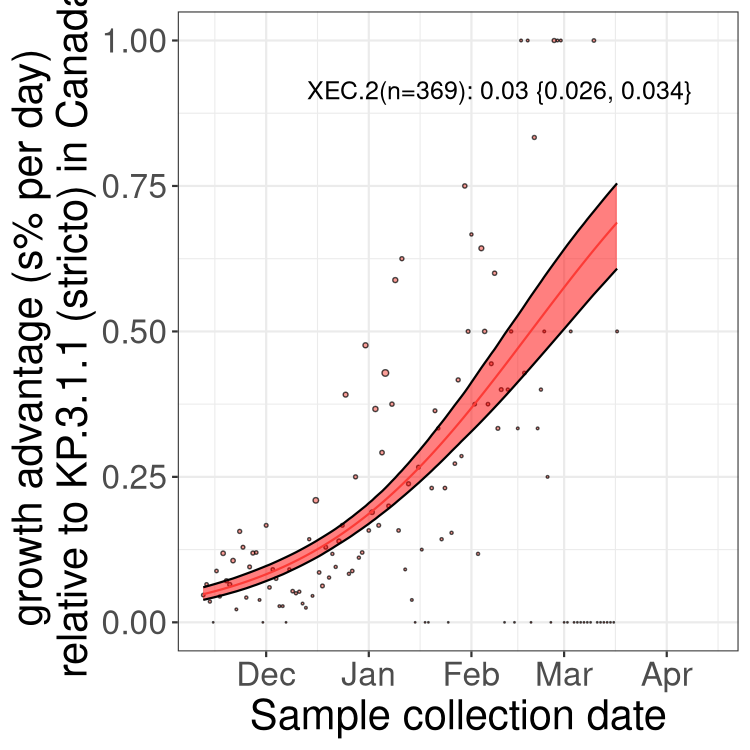 growth advantage (s% per day)
relative to KP.3.1.1 (stricto) in Canada
1.00
0.75
0.50
0.25
0.00
XEC.2(n=369): 0.03 {0.026, 0.034}
Dec Jan Feb Mar Apr
Sample collection date